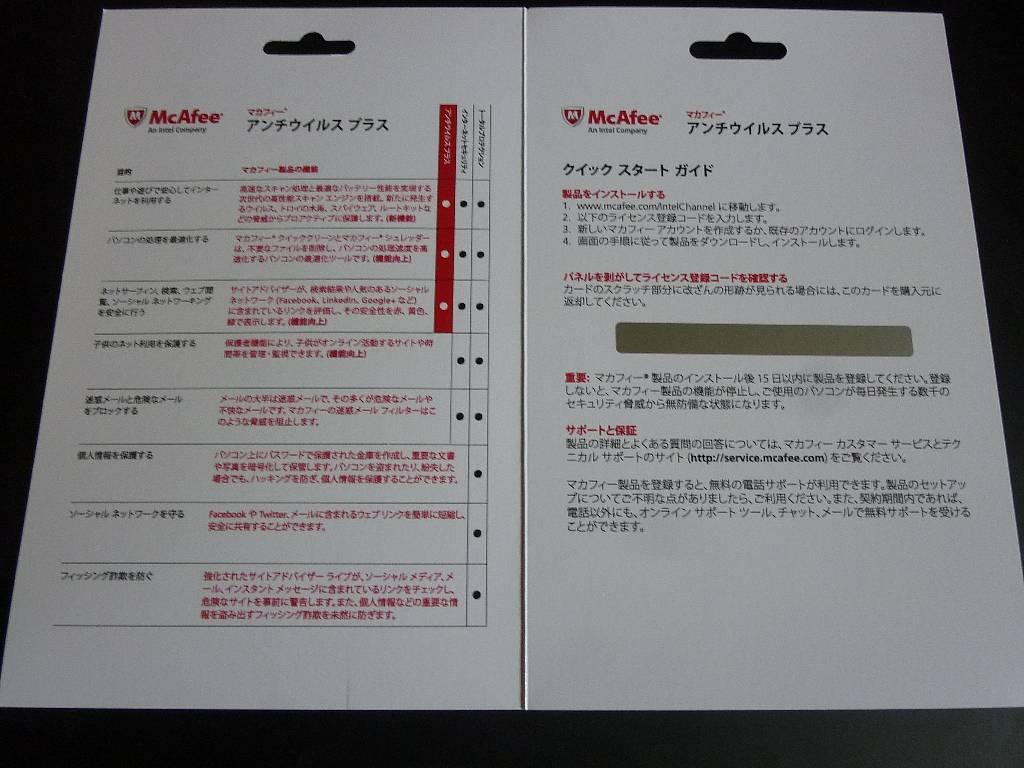 McAfee®
An Intel Company
マカフィー®
アンチウイルス プラス
アンチウイルス プラス
インターネットセキュリティ
トータルプロテクション
目的
マカフィー製品の機能
仕事や遊びで安心してインター
ネットを利用する
高速なスキャン処理と最適なバッテリー性能を実現する
次世代の高性能スキャン エンジンを搭載。新たに発生す
るウイルス、トロイの木馬、スパイウェア、ルートキットな
どの脅威からプロアクティブに保護します。(新機能)
パソコンの処理を最適化する
マカフィー® クイッククリーンとマカフィー® シュレッダー
は、不要なファイルを削除し、パソコンの処理速度を高
速化するパソコンの最適化ツールです。(機能向上)
ネットサーフィン、検索、ウェブ閲
覧、ソーシャル ネットワーキング
を安全に行う
サイトアドバイザーが、検索結果や人気のあるソーシャル
ネットワーク (Facebook、LinkedIn、Google+ など)
に含まれているリンクを評価し、その安全性を赤、黄色、
緑で表示します。(機能向上)
子供のネット利用を保護する
保護者機能により、子供がオンライン活動するサイトや時
間帯を管理・監視できます。(機能向上)
迷惑メールと危険なメール
をブロックする
メールの大半は迷惑メールで、その多くが危険なメールや
不快なメールです。マカフィーの迷惑メール フィルターはこ
のような脅威を阻止します。
個人情報を保護する
パソコン上にパスワードで保護された金庫を作成し、重要な文書
や写真を暗号化して保管します。パソコンを盗まれたり、紛失した
場合でも、ハッキングを防ぎ、個人情報を保護することができます。
ソーシャル ネットワークを守る
Facebook や Twitter、メールに含まれるウェブ リンクを簡単に短縮し、
安全に共有することができます。
フィッシング詐欺を防ぐ
強化されたサイトアドバイザー ライブが、ソーシャル メディア、メ
ール、インスタント メッセージに含まれているリンクをチェックし、
危険なサイトを事前に警告します。また、個人情報などの重要な情
報を盗み出すフィッシング詐欺を未然に防ぎます。
McAfee®
An Intel Company
マカフィー®
アンチウイルス プラス
クイック スタート ガイド
製品をインストールする
1. www.mcafee.com/IntelChannel に移動します。
2. 以下のライセンス登録コードを入力します。
3. 新しいマカフィー アカウントを作成するか、既存のアカウントにログインします。
4. 画面の手順に従って製品をダウンロードし、インストールします。
パネルを剥がしてライセンス登録コードを確認する
カードのスクラッチ部分に改ざんの形跡が見られる場合には、このカードを購入元に
返却してください。
重要: マカフィー® 製品のインストール後 15 日以内に製品を登録してください。登録
しないと、マカフィー製品の機能が停止し、ご使用のパソコンが毎日発生する数千の
セキュリティ脅威から無防備な状態になります。
サポートと保証
製品の詳細とよくある質問の回答については、マカフィー カスタマー サービスとテク
ニカル サポートのサイト (http://service.mcafee.com) をご覧ください。
マカフィー製品を登録すると、無料の電話サポートが利用できます。製品のセットアッ
プについてご不明な点がありましたら、ご利用ください。また、契約期間内であれば、
電話以外にも、オンライン サポート ツール、チャット、メールで無料サポートを受ける
ことができます。